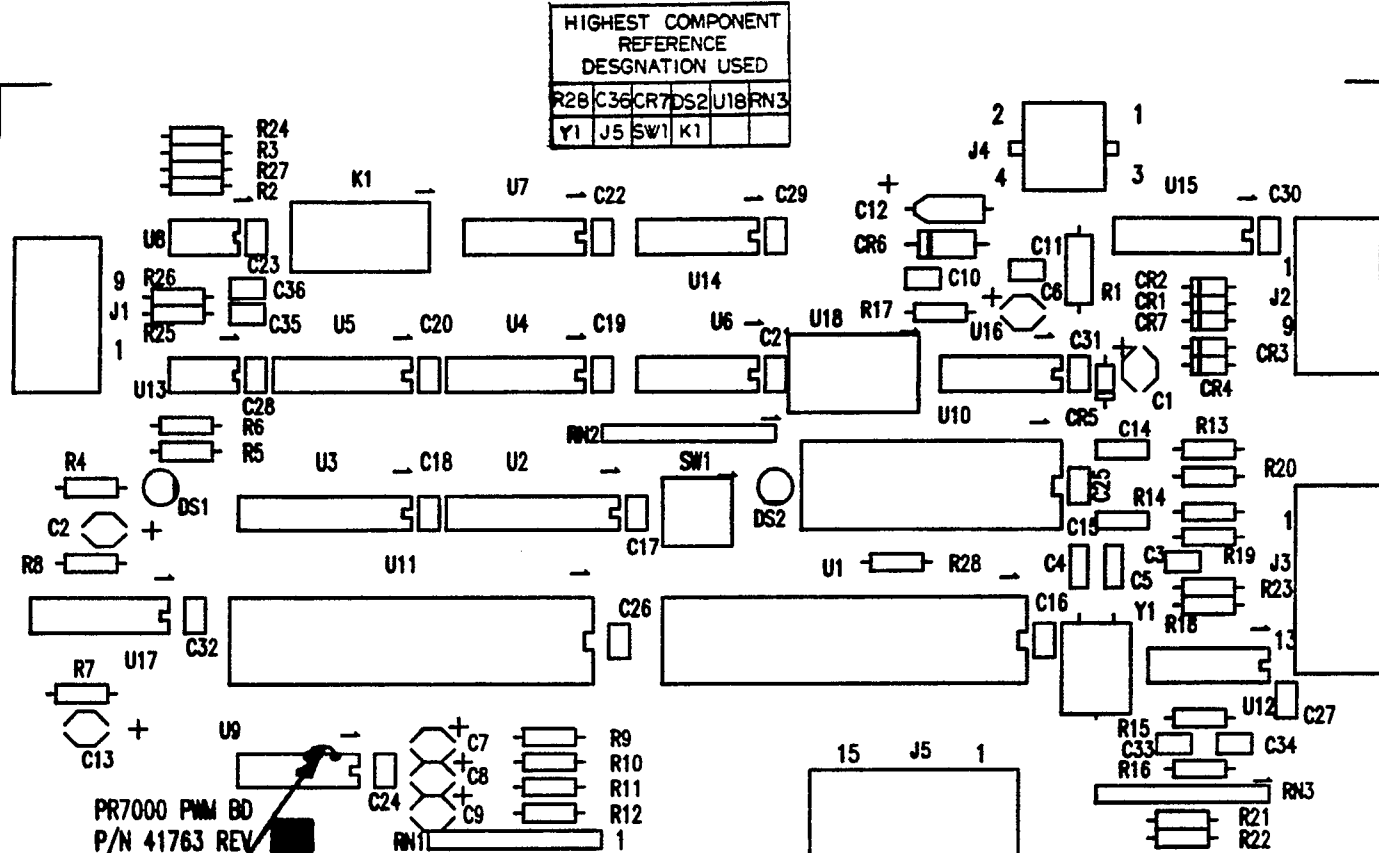 HIGHEST COMPONENT
REFERENCE
DESGNATION USED
R28 C36 CR7 DS2 U18 RN3
Y1 J5 SW1 K1
R24
R3
R27
R2
K1
U7
C22
C29
2
1
J4
4
3
U15
C30
C12
U8
C23
CR6
C11
C10
9
R26
C36
J1
C35
R25
1
U14
C6
R1
CR2
CR1
CR7
1
J2
9
R17
U16
U5
C20
U4
C19
U6
C21
U18
C31
CR3
CR4
C1
U13
C28
U10
CR5
R6
R5
RN2
C14
R13
R4
DS1
U3
C18
U2
SW1
DS2
C25
R20
C2
C17
C15
R14
1
R8
U11
U1
R28
C4
C5
C3
R19
J3
R23
C26
C16
Y1
R18
13
C32
U17
R7
C13
U12
C27
U9
C7
R9
R15
C33
C34
C8
R10
15 J5 1
R16
C24
R11
RN3
PR7000 PWM BD
C9
R12
R21
P/N 41763 REV
RN1
1
R22